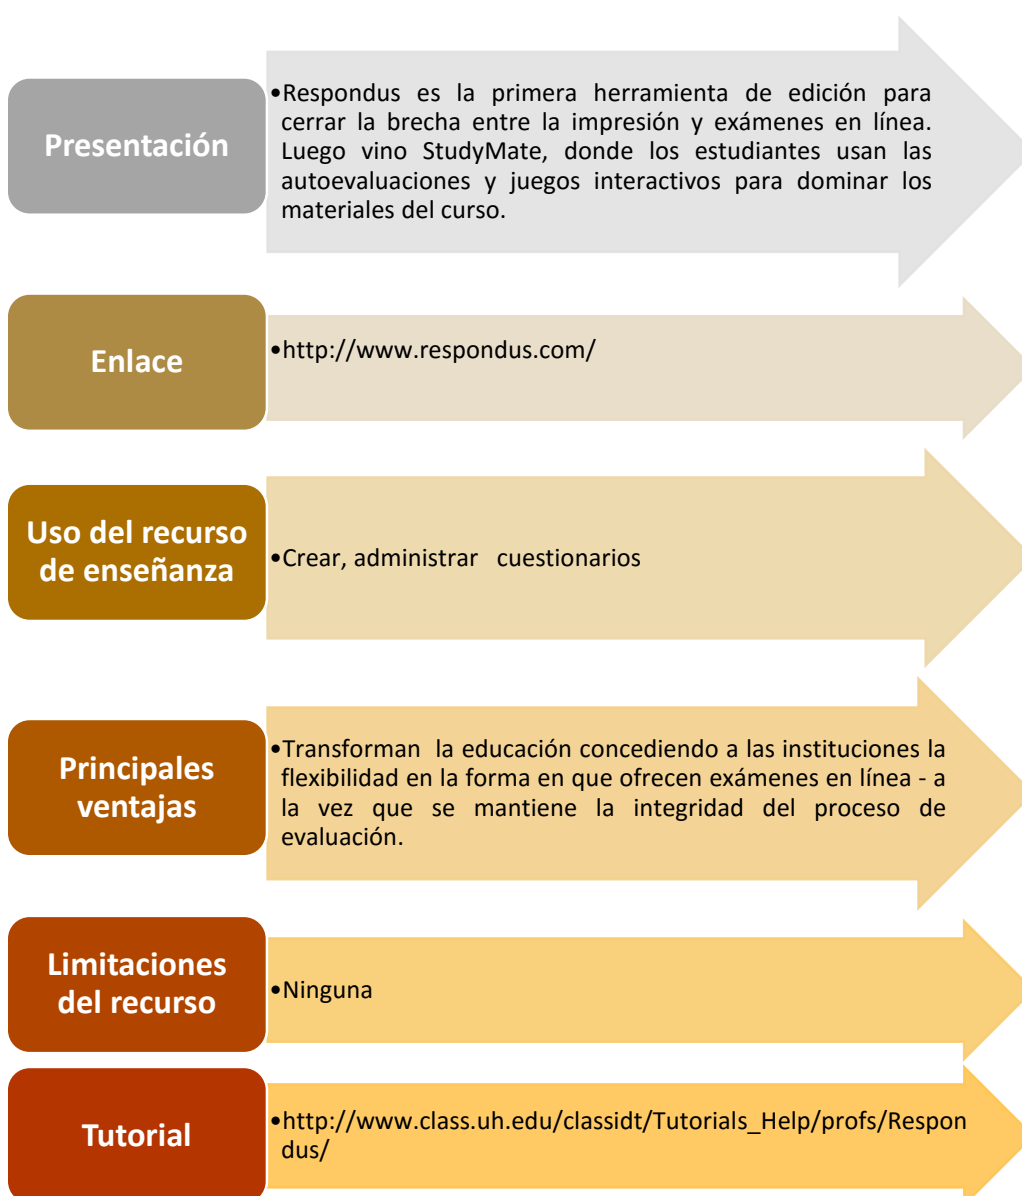 Presentación
•Respondus es la primera herramienta de edición para
cerrar la brecha entre la impresión y exámenes en línea.
Luego vino StudyMate, donde los estudiantes usan las
autoevaluaciones y juegos interactivos para dominar los
materiales del curso.
Enlace
•http://www.respondus.com/
Uso del recurso
de enseñanza
•Crear, administrar cuestionarios
Principales
ventajas
•Transforman la educación concediendo a las instituciones la
flexibilidad en la forma en que ofrecen exámenes en línea - a
la vez que se mantiene la integridad del proceso de
evaluación.
Limitaciones
del recurso
•Ninguna
Tutorial
•http://www.class.uh.edu/classidt/Tutorials_Help/profs/Respon
dus/